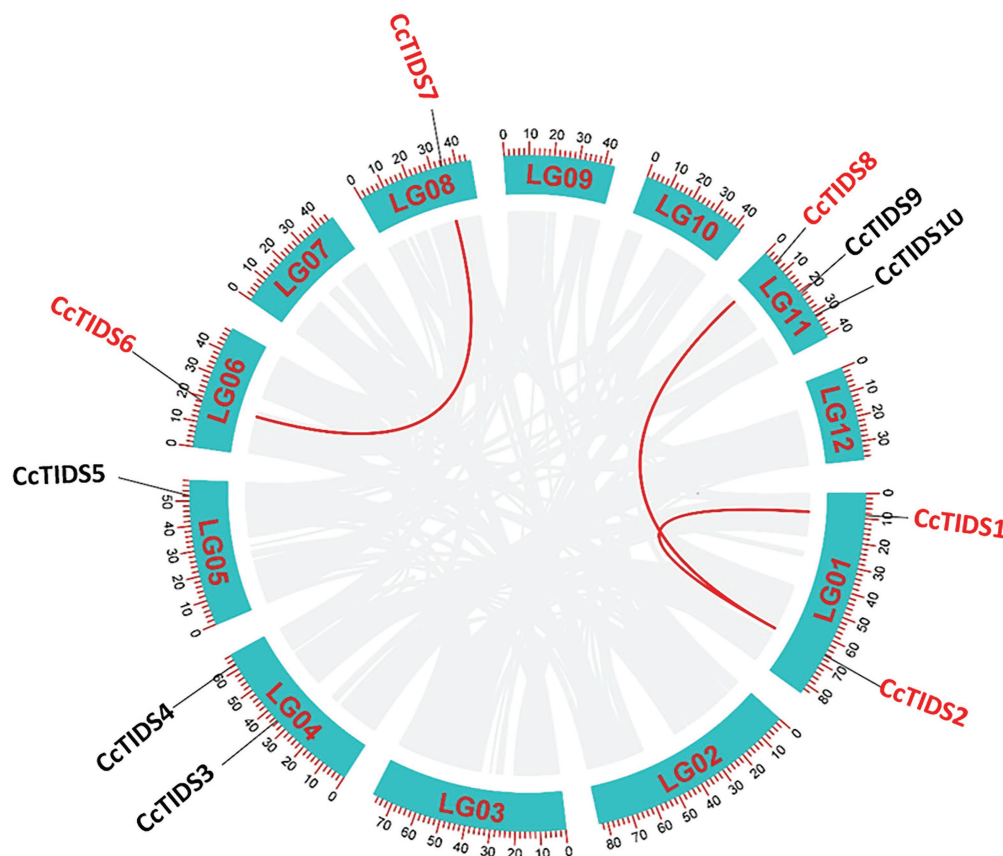 CcTIDS7
0 10 20 30 40
LG08
0 10 20 30 40
LG09
0 10 20 30 40
LG10
CcTIDS8
CcTIDS9
CcTIDS10
0 10 20 30 40
LG11
0 10 20 30
LG12
0 10 20 30 40 50 60 70 80
LG01
CcTIDS1
CcTIDS2
0 10 20 30 40 50 60 70 80
LG02
0 10 20 30 40 50 60 70
LG03
0 10 20 30 40 50 60
LG04
CcTIDS3
CcTIDS4
0 10 20 30 40 50
LG05
CcTIDS5
0 10 20 30 40
LG06
CcTIDS6
0 10 20 30 40
LG07